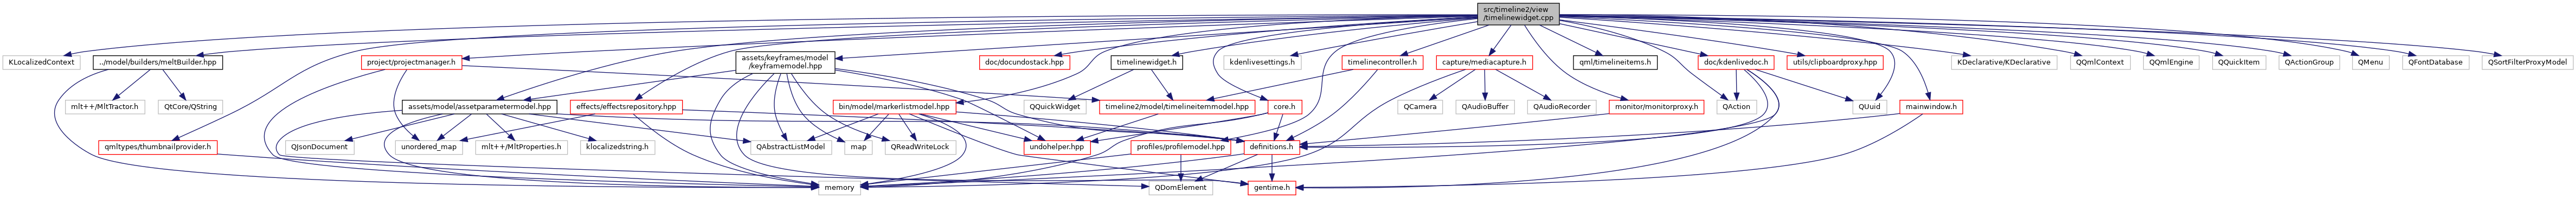 src/timeline2/view
/timelinewidget.cpp
KLocalizedContext
../model/builders/meltBuilder.hpp
project/projectmanager.h
assets/keyframes/model
/keyframemodel.hpp
doc/docundostack.hpp
timelinewidget.h
kdenlivesettings.h
timelinecontroller.h
capture/mediacapture.h
qml/timelineitems.h
doc/kdenlivedoc.h
utils/clipboardproxy.hpp
KDeclarative/KDeclarative
QQmlContext
QQmlEngine
QQuickItem
QActionGroup
QMenu
QFontDatabase
QSortFilterProxyModel
mlt++/MltTractor.h
QtCore/QString
assets/model/assetparametermodel.hpp
effects/effectsrepository.hpp
bin/model/markerlistmodel.hpp
QQuickWidget
timeline2/model/timelineitemmodel.hpp
core.h
QCamera
QAudioBuffer
QAudioRecorder
monitor/monitorproxy.h
QAction
QUuid
mainwindow.h
qmltypes/thumbnailprovider.h
QJsonDocument
unordered_map
mlt++/MltProperties.h
klocalizedstring.h
QAbstractListModel
map
QReadWriteLock
undohelper.hpp
profiles/profilemodel.hpp
definitions.h
memory
QDomElement
gentime.h